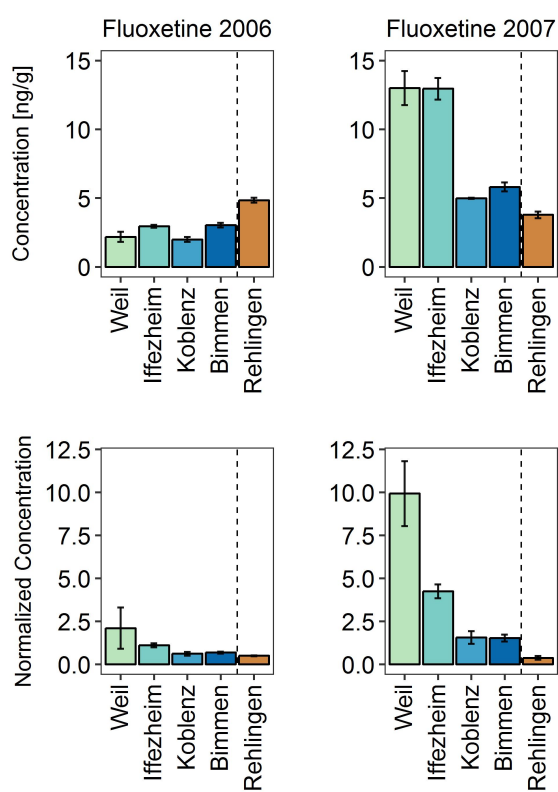 Fluoxetine 2006
Fluoxetine 2007
Concentration [ng/g]
15
10
5
0
Weil
Iffezheim
Koblenz
Bimmen
Rehlingen
15
10
5
0
Weil
Iffezheim
Koblenz
Bimmen
Rehlingen
Normalized Concentration
12.5
10.0
7.5
5.0
2.5
0.0
Weil
Iffezheim
Koblenz
Bimmen
Rehlingen
12.5
10.0
7.5
5.0
2.5
0.0
Weil
Iffezheim
Koblenz
Bimmen
Rehlingen